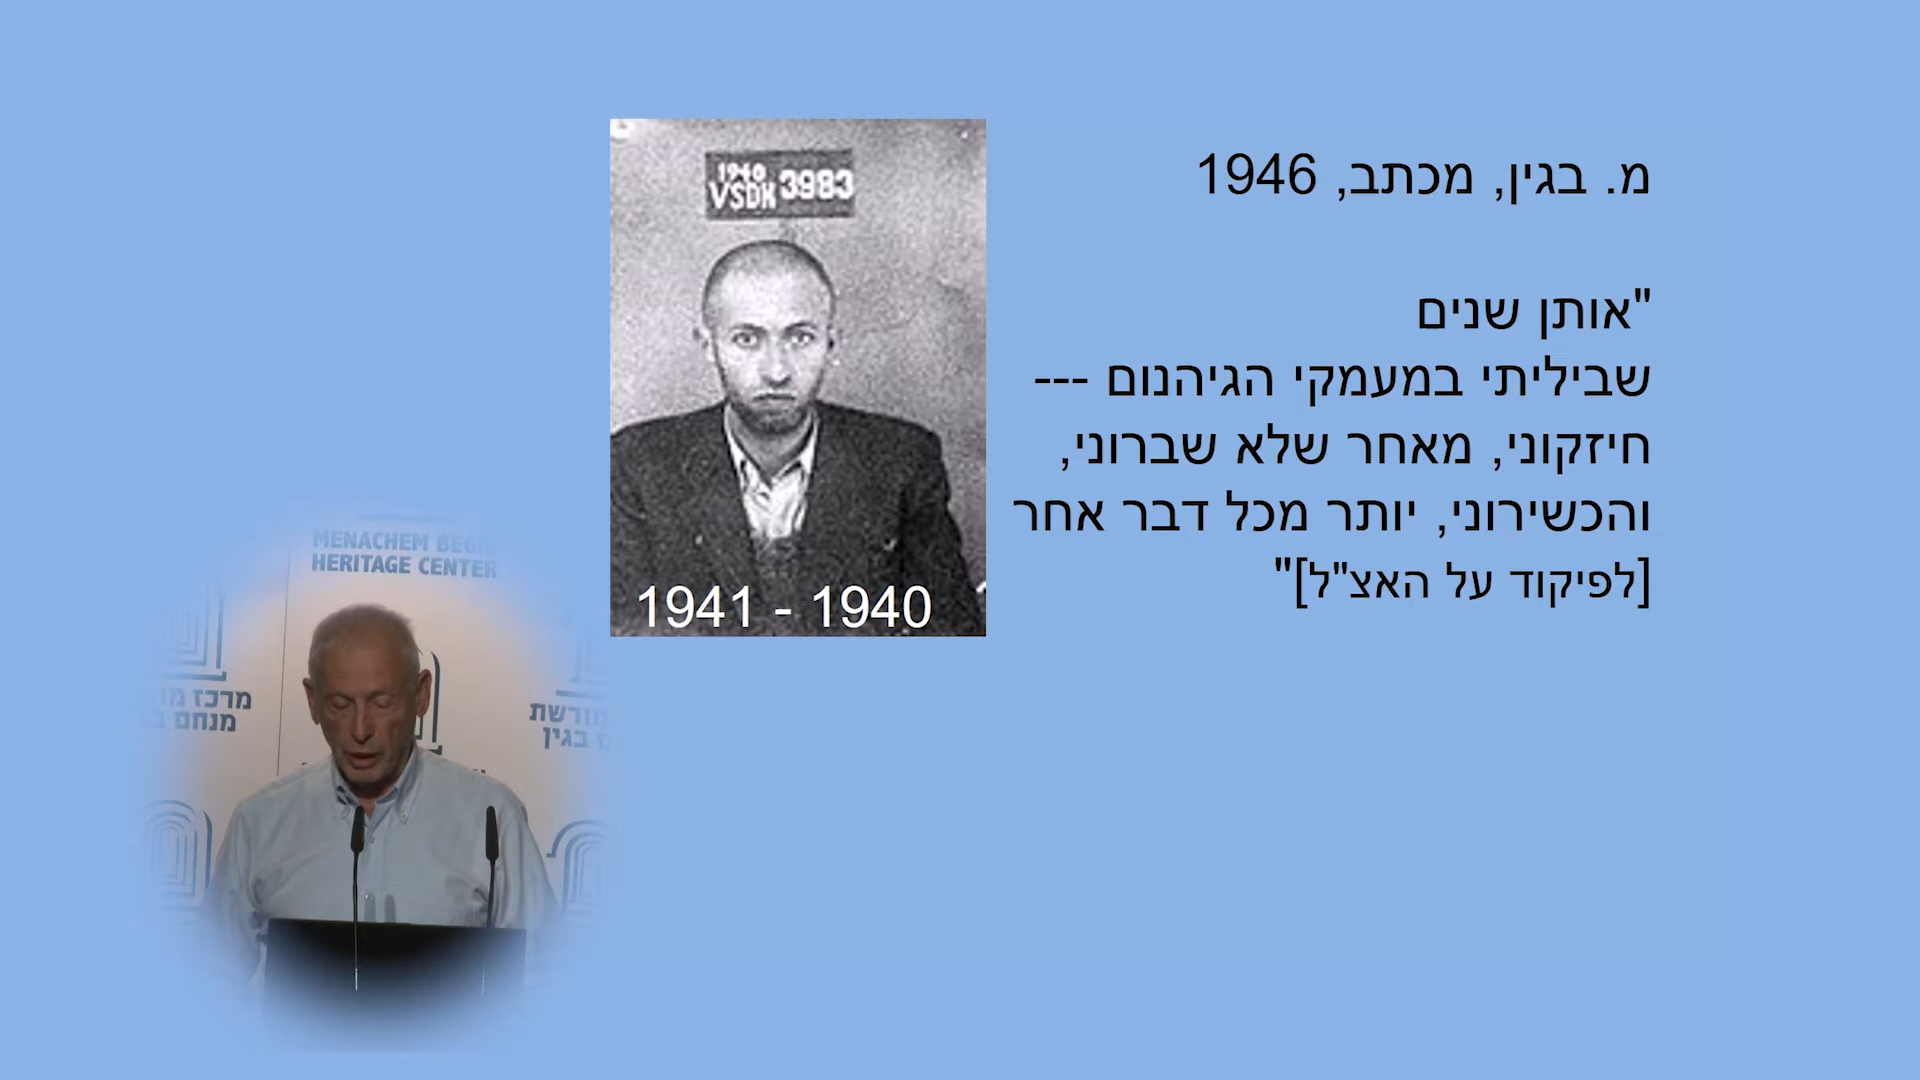 מ. בגין, מכתב, 1946
"אותן שנים
שביליתי במעמקי הגיהנום ---
חיזקוני, מאחר שלא שברוני,
והכשירוני, יותר מכל דבר אחר
[לפיקוד על האצ"ל]"
1940
VSDK 3983
1941 - 1940
MENACHEM BEGIN
HERITAGE CENTER
מרכז
מנחם
מורשת
בגין